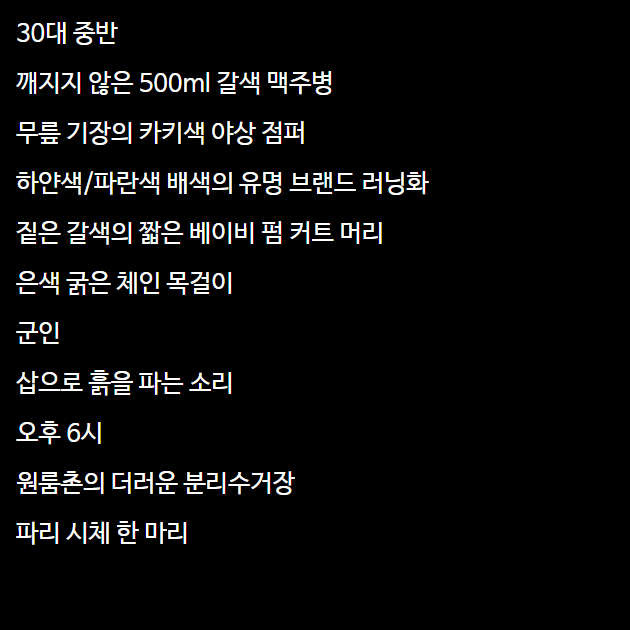 30대 중반
깨지지 않은 500ml 갈색 맥주병
무릎 기장의 카키색 야상 점퍼
하얀색/파란색 배색의 유명 브랜드 러닝화
짙은 갈색의 짧은 베이비 펌 커트 머리
은색 굵은 체인 목걸이
군인
삽으로 흙을 파는 소리
오후 6시
원룸촌의 더러운 분리수거장
파리 시체 한 마리